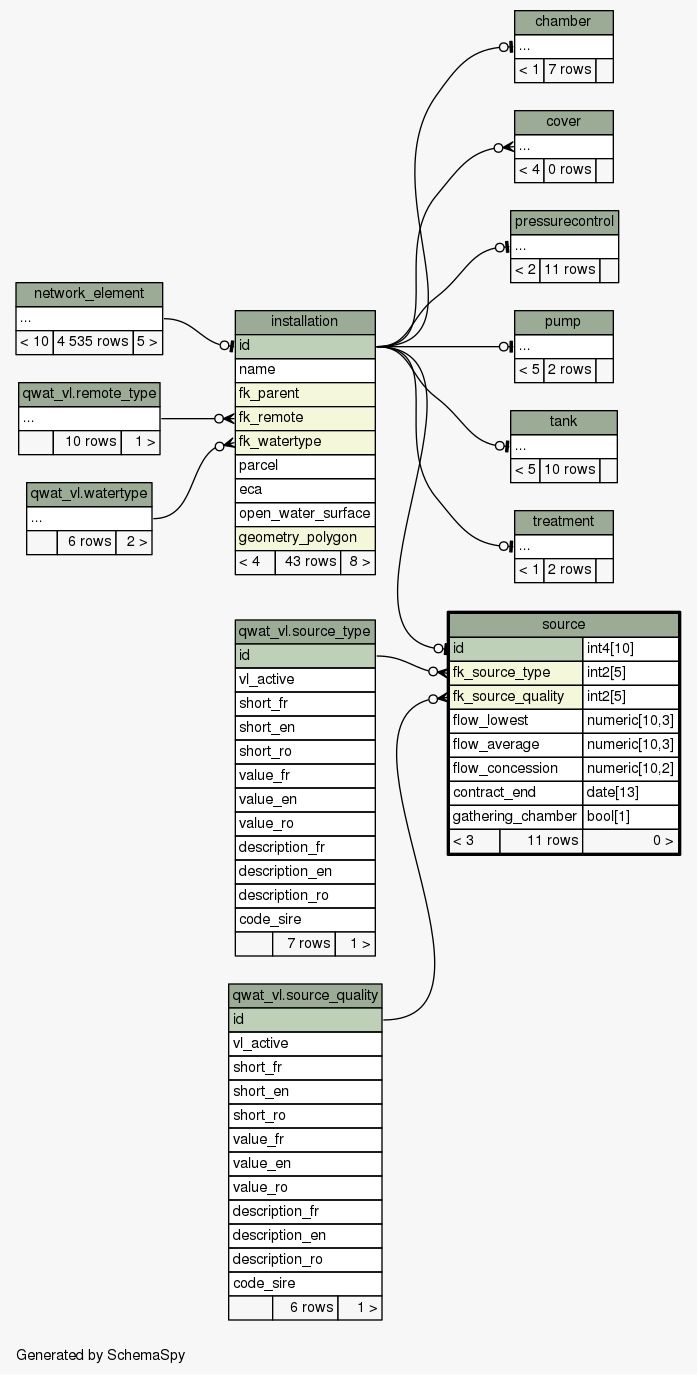 chamber
...
< 1 7 rows
cover
...
< 4 0 rows
pressurecontrol
...
< 2 11 rows
pump
...
< 5 2 rows
tank
...
< 5 10 rows
treatment
...
< 1 2 rows
network_element
...
< 10 4 535 rows 5 >
qwat_vl.remote_type
...
10 rows 1 >
qwat_vl.watertype
...
6 rows 2 >
installation
id
name
fk_parent
fk_remote
fk_watertype
parcel
eca
open_water_surface
geometry_polygon
< 4 43 rows 8 >
source
id int4[10]
fk_source_type int2[5]
fk_source_quality int2[5]
flow_lowest numeric[10,3]
flow_average numeric[10,3]
flow_concession numeric[10,2]
contract_end date[13]
gathering_chamber bool[1]
< 3 11 rows 0 >
qwat_vl.source_type
id
vl_active
short_fr
short_en
short_ro
value_fr
value_en
value_ro
description_fr
description_en
description_ro
code_sire
7 rows 1 >
qwat_vl.source_quality
id
vl_active
short_fr
short_en
short_ro
value_fr
value_en
value_ro
description_fr
description_en
description_ro
code_sire
6 rows 1 >
Generated by SchemaSpy